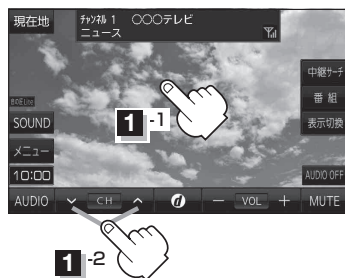 現在地
チャンネル 1 ○○○テレビ
ニュース
中継サーチ
番 組
SOUND
表示切換
メニュー
10:00
AUDIO OFF
AUDIO
CH
d
− VOL +
MUTE
1 -1
1 -2